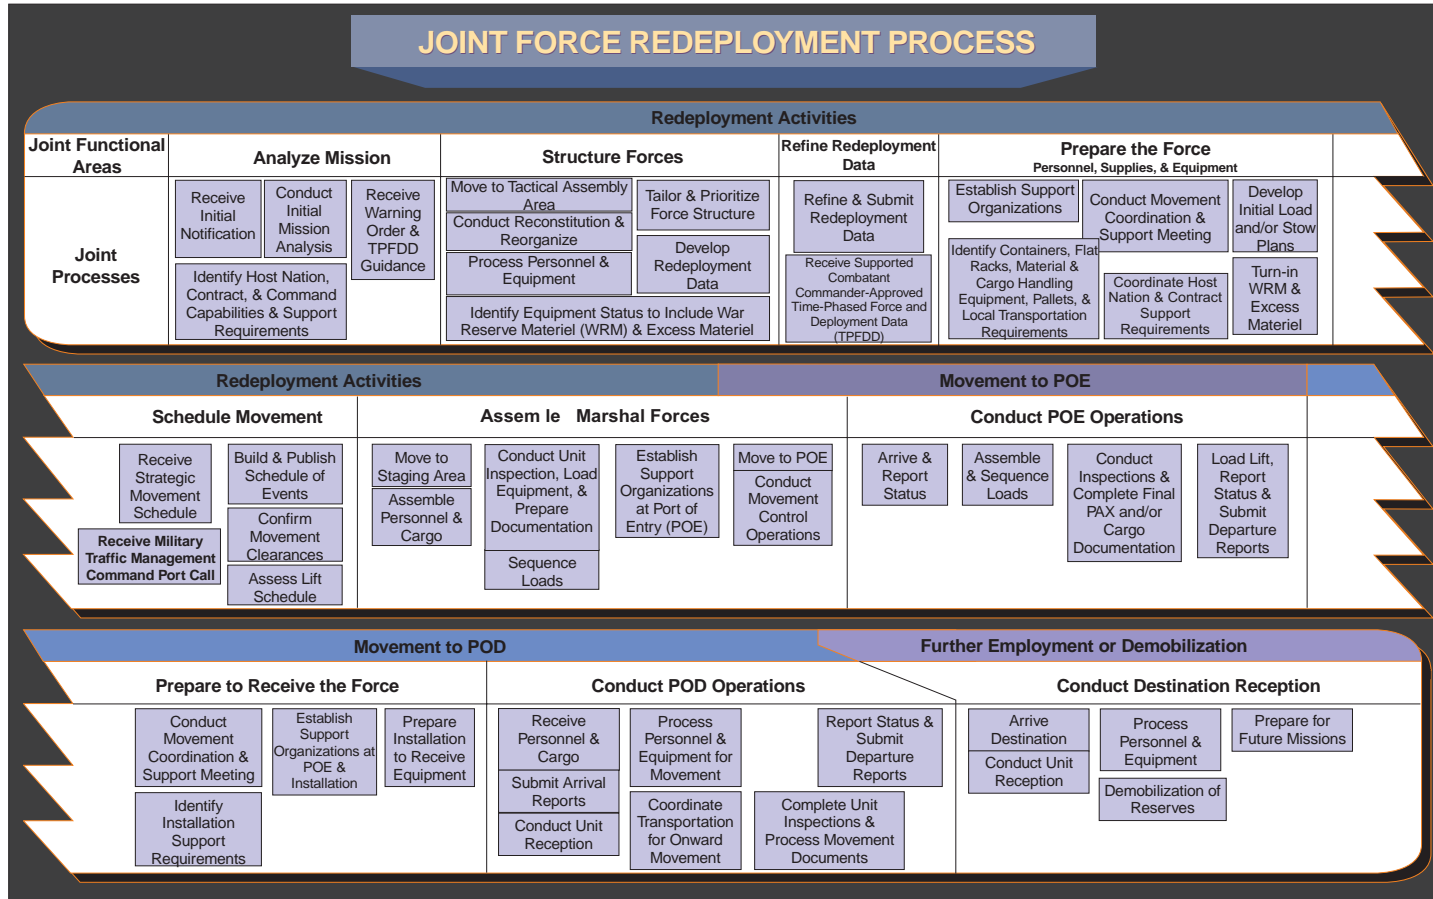 JOINT FORCE REDEPLOYMENT PROCESS
Redeployment Activities
Joint Functional
Areas
Analyze Mission
Structure Forces
Refine Redeployment
Data
Prepare the Force
Personnel, Supplies, & Equipment
Joint
Processes
Receive
Initial
Notification
Conduct
Initial
Mission
Analysis
Receive
Warning
Order &
TPFDD
Guidance
Identify Host Nation,
Contract, & Command
Capabilities & Support
Requirements
Move to Tactical Assembly
Area
Conduct Reconstitution &
Reorganize
Process Personnel &
Equipment
Tailor & Prioritize
Force Structure
Develop
Redeployment
Data
Identify Equipment Status to Include War
Reserve Materiel (WRM) & Excess Materiel
Refine & Submit
Redeployment
Data
Receive Supported
Combatant
Commander-Approved
Time-Phased Force and
Deployment Data
(TPFDD)
Establish Support
Organizations
Conduct Movement
Coordination &
Support Meeting
Develop
Initial Load
and/or Stow
Plans
Identify Containers, Flat
Racks, Material &
Cargo Handling
Equipment, Pallets, &
Local Transportation
Requirements
Coordinate Host
Nation & Contract
Support
Requirements
Turn-in
WRM &
Excess
Materiel
Redeployment Activities
Movement to POE
Schedule Movement
Assem le Marshal Forces
Conduct POE Operations
Receive
Strategic
Movement
Schedule
Receive Military
Traffic Management
Command Port Call
Build & Publish
Schedule of
Events
Confirm
Movement
Clearances
Assess Lift
Schedule
Move to
Staging Area
Assemble
Personnel &
Cargo
Conduct Unit
Inspection, Load
Equipment, &
Prepare
Documentation
Sequence
Loads
Establish
Support
Organizations
at Port of
Entry (POE)
Move to POE
Conduct
Movement
Control
Operations
Arrive &
Report
Status
Assemble
& Sequence
Loads
Conduct
Inspections &
Complete Final
PAX and/or
Cargo
Documentation
Load Lift,
Report
Status &
Submit
Departure
Reports
Movement to POD
Further Employment or Demobilization
Prepare to Receive the Force
Conduct POD Operations
Conduct Destination Reception
Conduct
Movement
Coordination &
Support Meeting
Identify
Installation
Support
Requirements
Establish
Support
Organizations at
POE &
Installation
Prepare
Installation
to Receive
Equipment
Receive
Personnel &
Cargo
Submit Arrival
Reports
Conduct Unit
Reception
Process
Personnel &
Equipment for
Movement
Coordinate
Transportation
for Onward
Movement
Report Status &
Submit
Departure
Reports
Complete Unit
Inspections &
Process Movement
Documents
Arrive
Destination
Conduct Unit
Reception
Process
Personnel &
Equipment
Demobilization of
Reserves
Prepare for
Future Missions